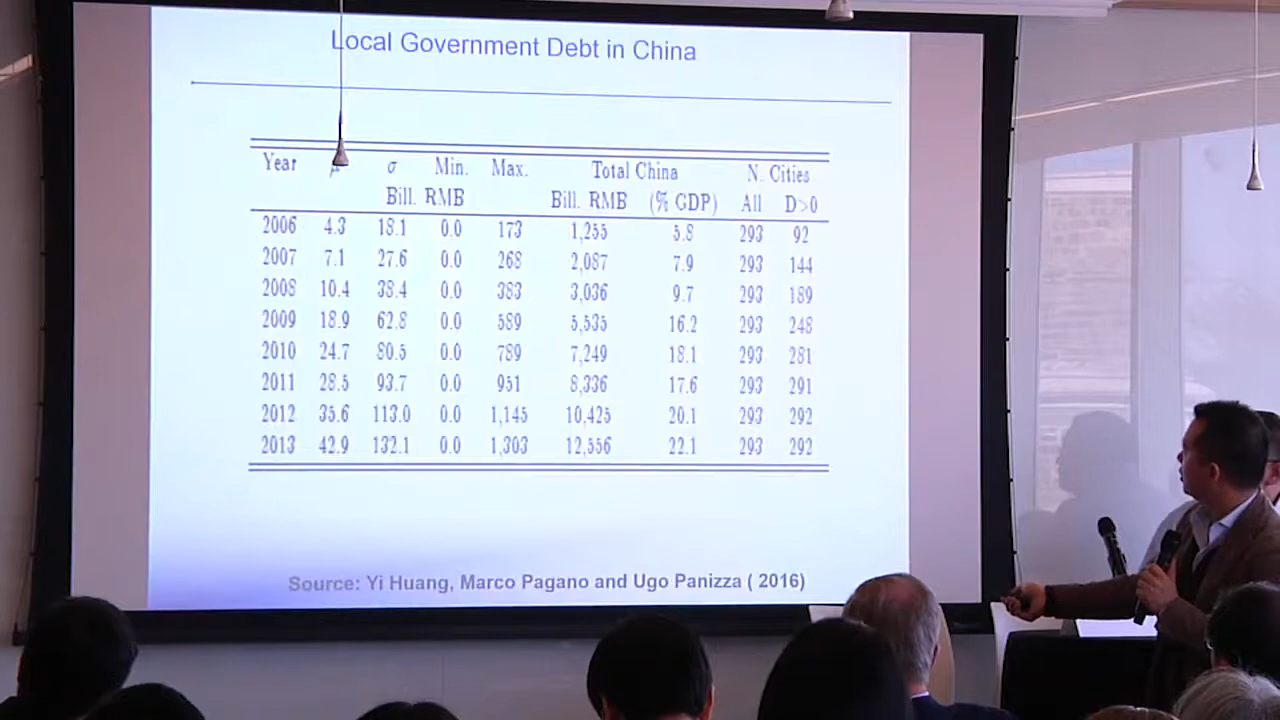 Local Government Debt in China
Year μ σ Min. Max. Total China N. Cities
Bill. RMB Bill. RMB (% GDP) All D>0
2006 4.3 18.1 0.0 173 1,255 5.8 293 92
2007 7.1 27.6 0.0 268 2,087 7.9 293 144
2008 10.4 38.4 0.0 383 3,036 9.7 293 189
2009 18.9 62.8 0.0 589 5,535 16.2 293 248
2010 24.7 80.5 0.0 789 7,249 18.1 293 281
2011 28.5 93.7 0.0 951 8,336 17.6 293 291
2012 35.6 113.0 0.0 1,145 10,425 20.1 293 292
2013 42.9 132.1 0.0 1,303 12,556 22.1 293 292
Source: Yi Huang, Marco Pagano and Ugo Panizza ( 2016)